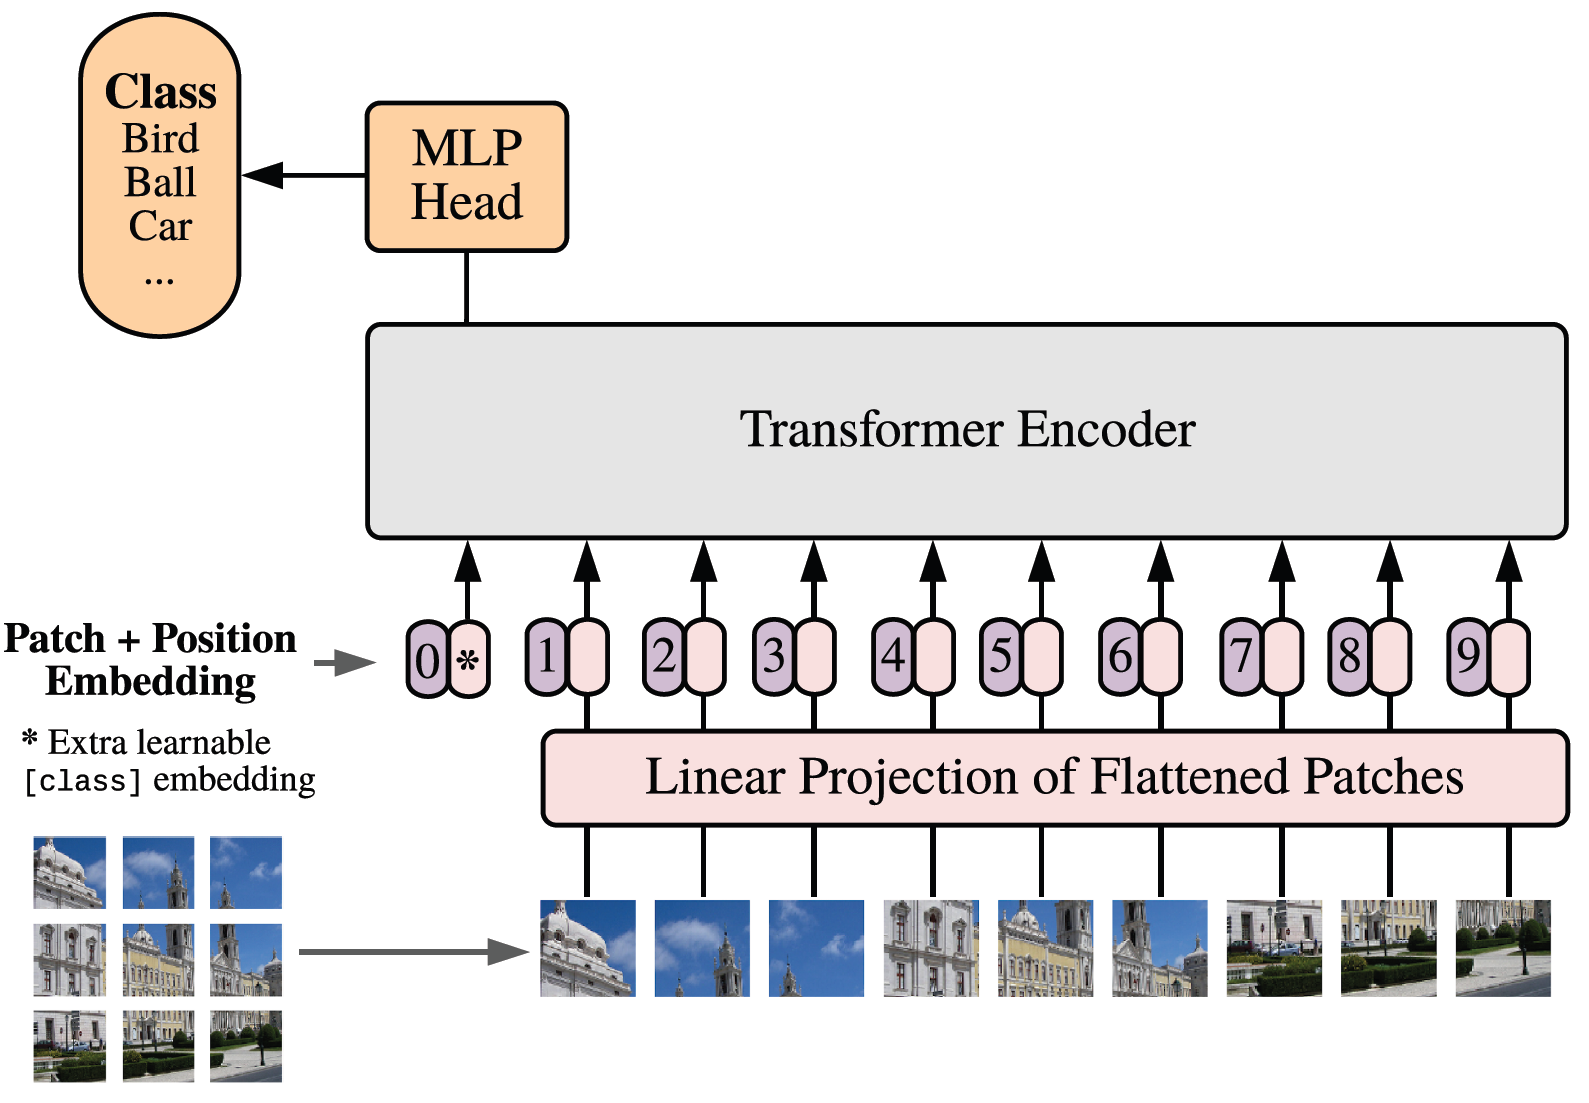 Class
Bird
Ball
Car
...
MLP
Head
Transformer Encoder
Patch + Position
Embedding
0 * 1 2 3 4 5 6 7 8 9
* Extra learnable
[class] embedding
Linear Projection of Flattened Patches